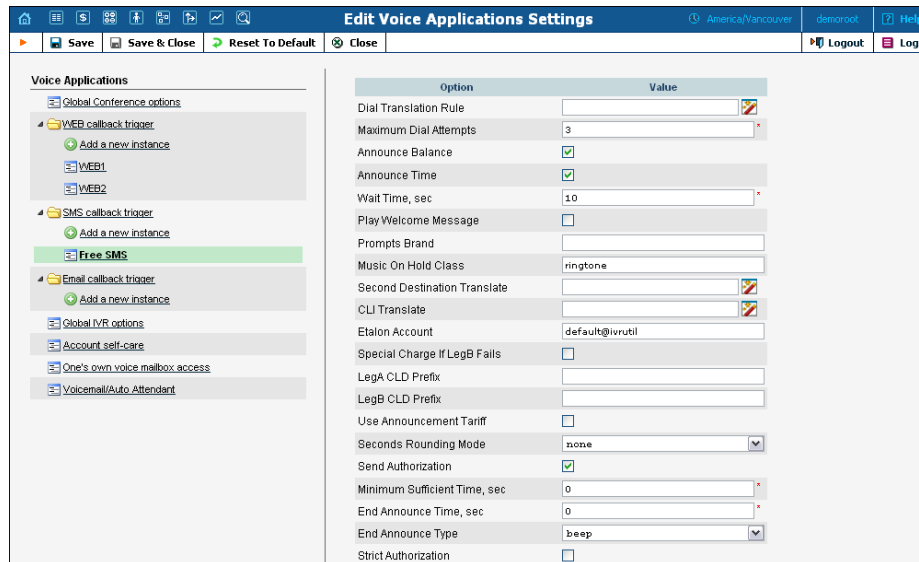 Edit Voice Applications Settings America/Vancouver demoroot ? Help
Save Save & Close Reset To Default Close Logout Log
Voice Applications
Global Conference options
WEB callback trigger
Add a new instance
WEB1
WEB2
SMS callback trigger
Add a new instance
Free SMS
Email callback trigger
Add a new instance
Global IVR options
Account self-care
One's own voice mailbox access
Voicemail/Auto Attendant
Option Value
Dial Translation Rule
Maximum Dial Attempts 3 *
Announce Balance
Announce Time
Wait Time, sec 10 *
Play Welcome Message
Prompts Brand
Music On Hold Class ringtone
Second Destination Translate
CLI Translate
Etalon Account default@ivrutil
Special Charge If LegB Fails
LegA CLD Prefix
LegB CLD Prefix
Use Announcement Tariff
Seconds Rounding Mode none
Send Authorization
Minimum Sufficient Time, sec 0 *
End Announce Time, sec 0 *
End Announce Type beep
Strict Authorization